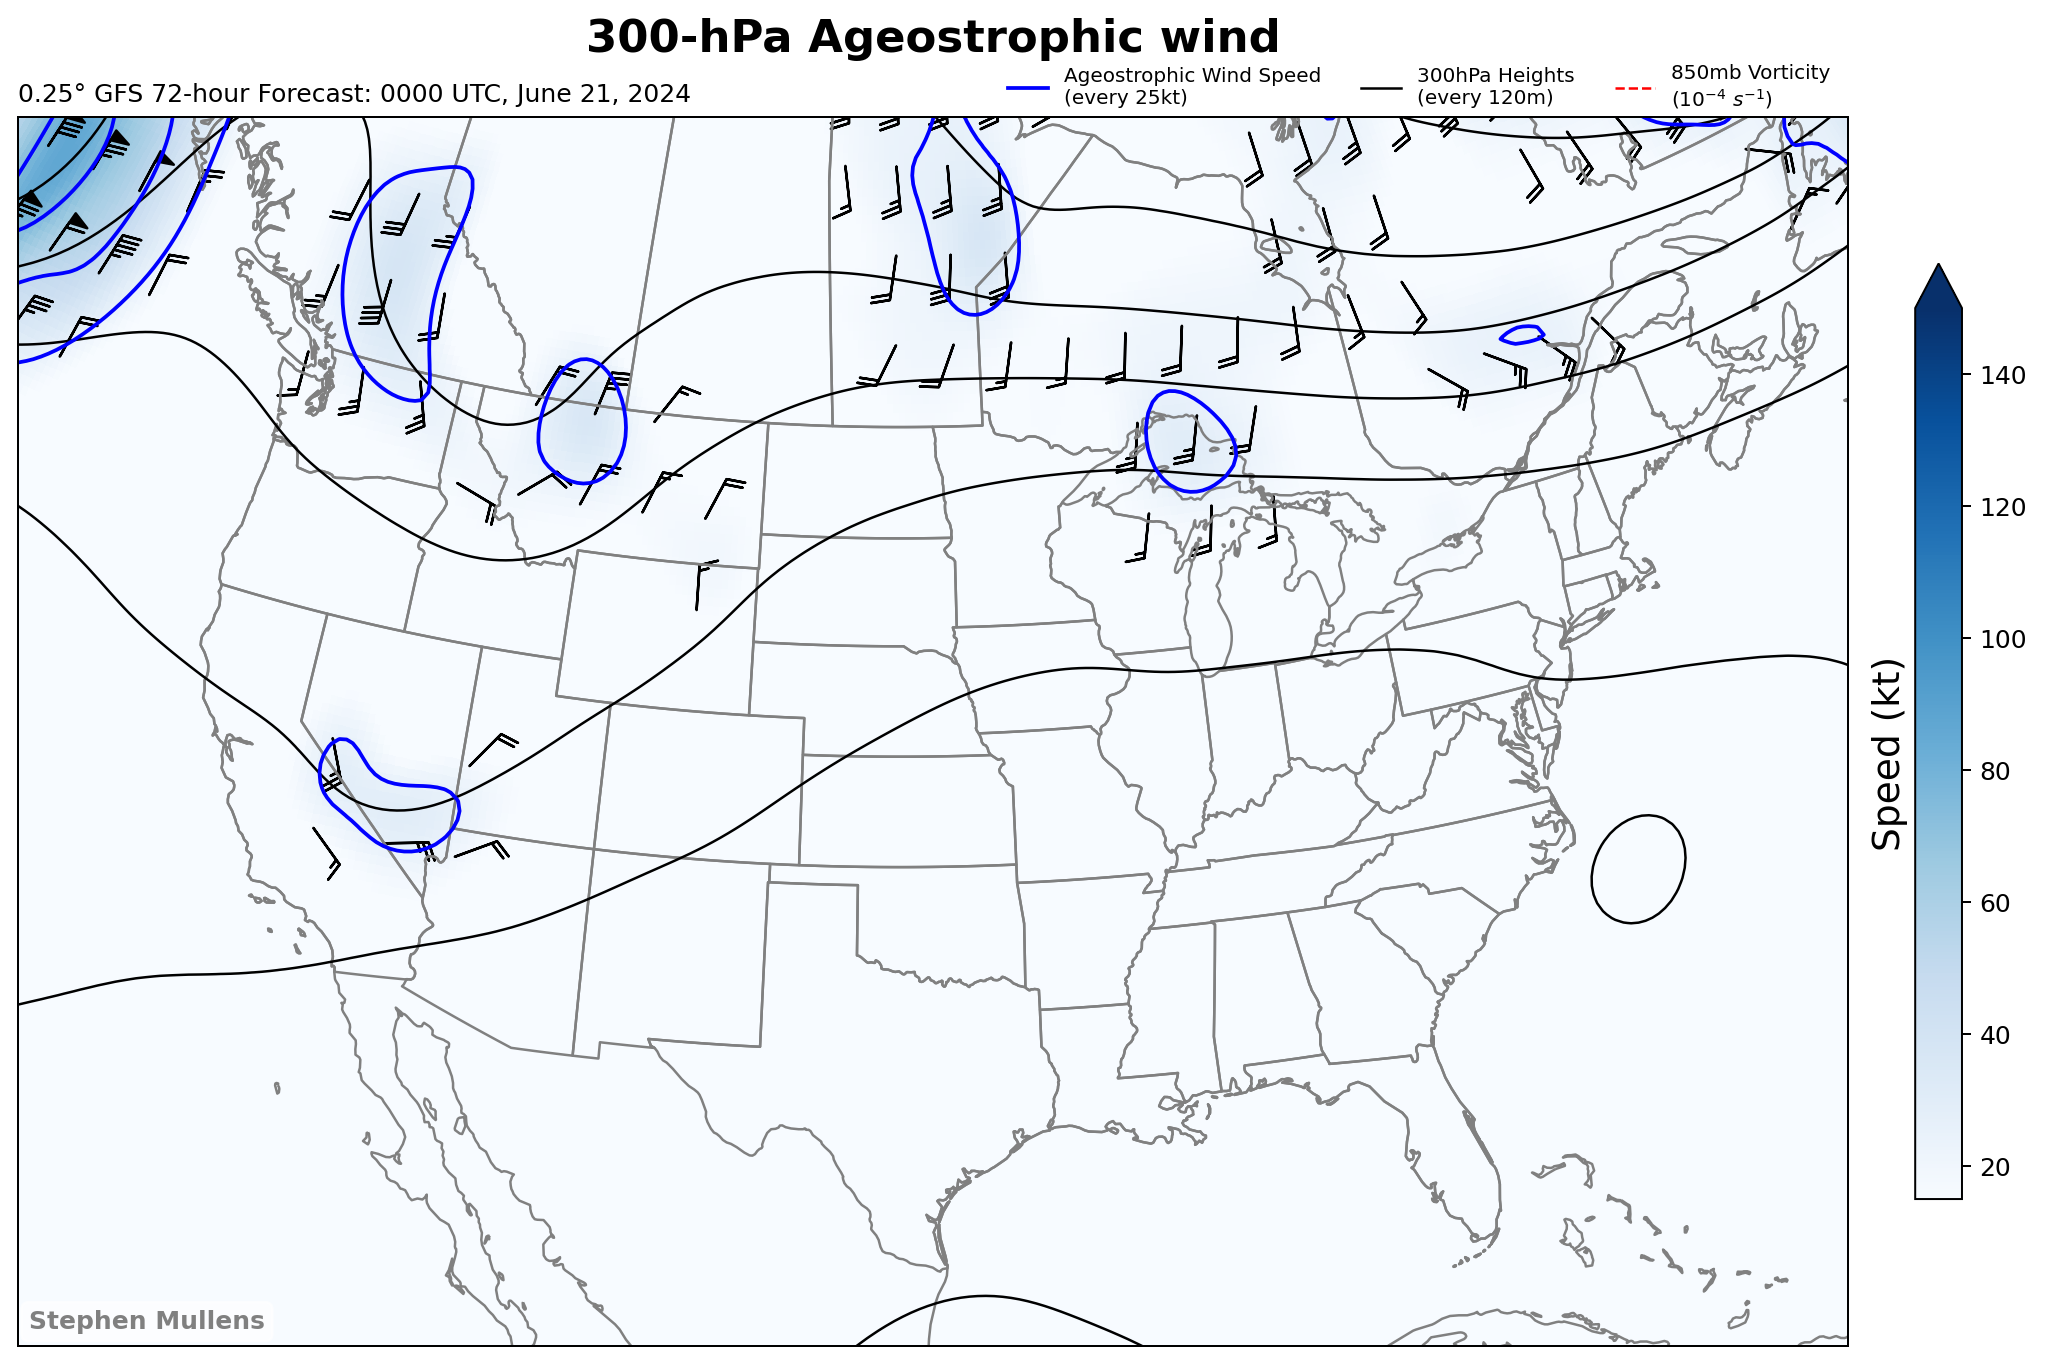 300-hPa Ageostrophic wind
0.25° GFS 72-hour Forecast: 0000 UTC, June 21, 2024
Ageostrophic Wind Speed
(every 25kt)
300hPa Heights
(every 120m)
850mb Vorticity
(10⁻⁴ s⁻¹)
140
120
100
80
60
40
20
Speed (kt)
Stephen Mullens